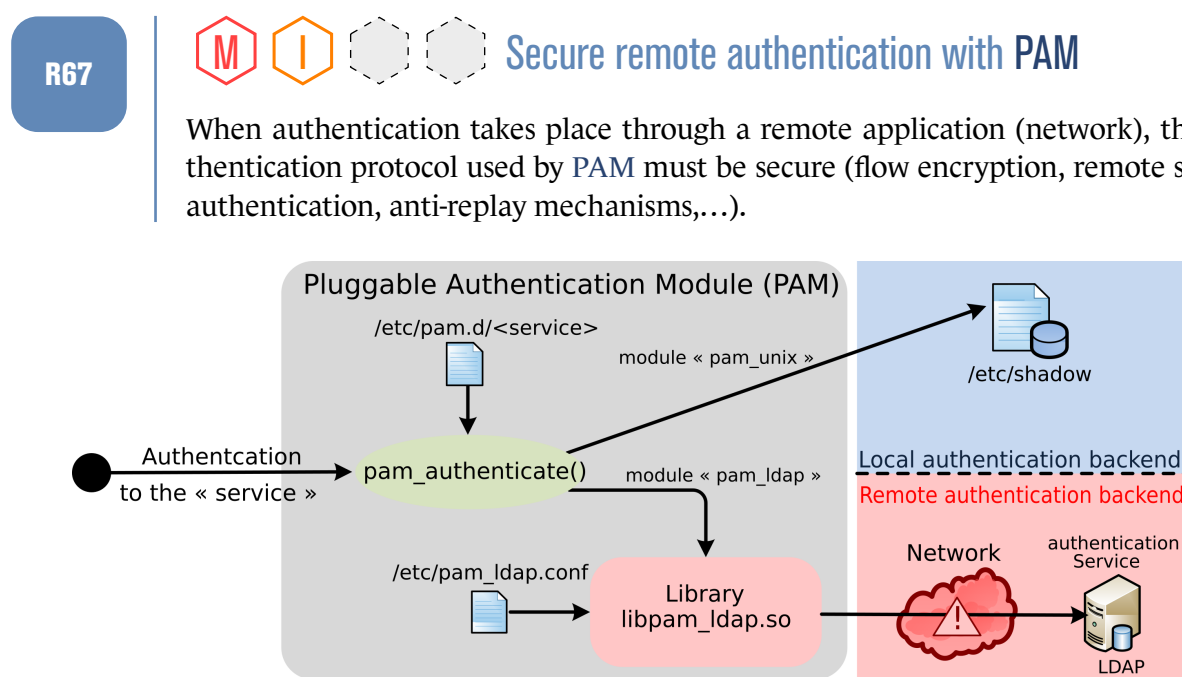 R67
M I Secure remote authentication with PAM
When authentication takes place through a remote application (network), th
thentication protocol used by PAM must be secure (flow encryption, remote s
authentication, anti-replay mechanisms,…).
Pluggable Authentication Module (PAM)
/etc/pam.d/<service>
module « pam_unix »
/etc/shadow
Authentcation
to the « service »
pam_authenticate()
module « pam_ldap »
Local authentication backend
Remote authentication backend
/etc/pam_ldap.conf
Library
libpam_ldap.so
Network
!
authentication
Service
LDAP